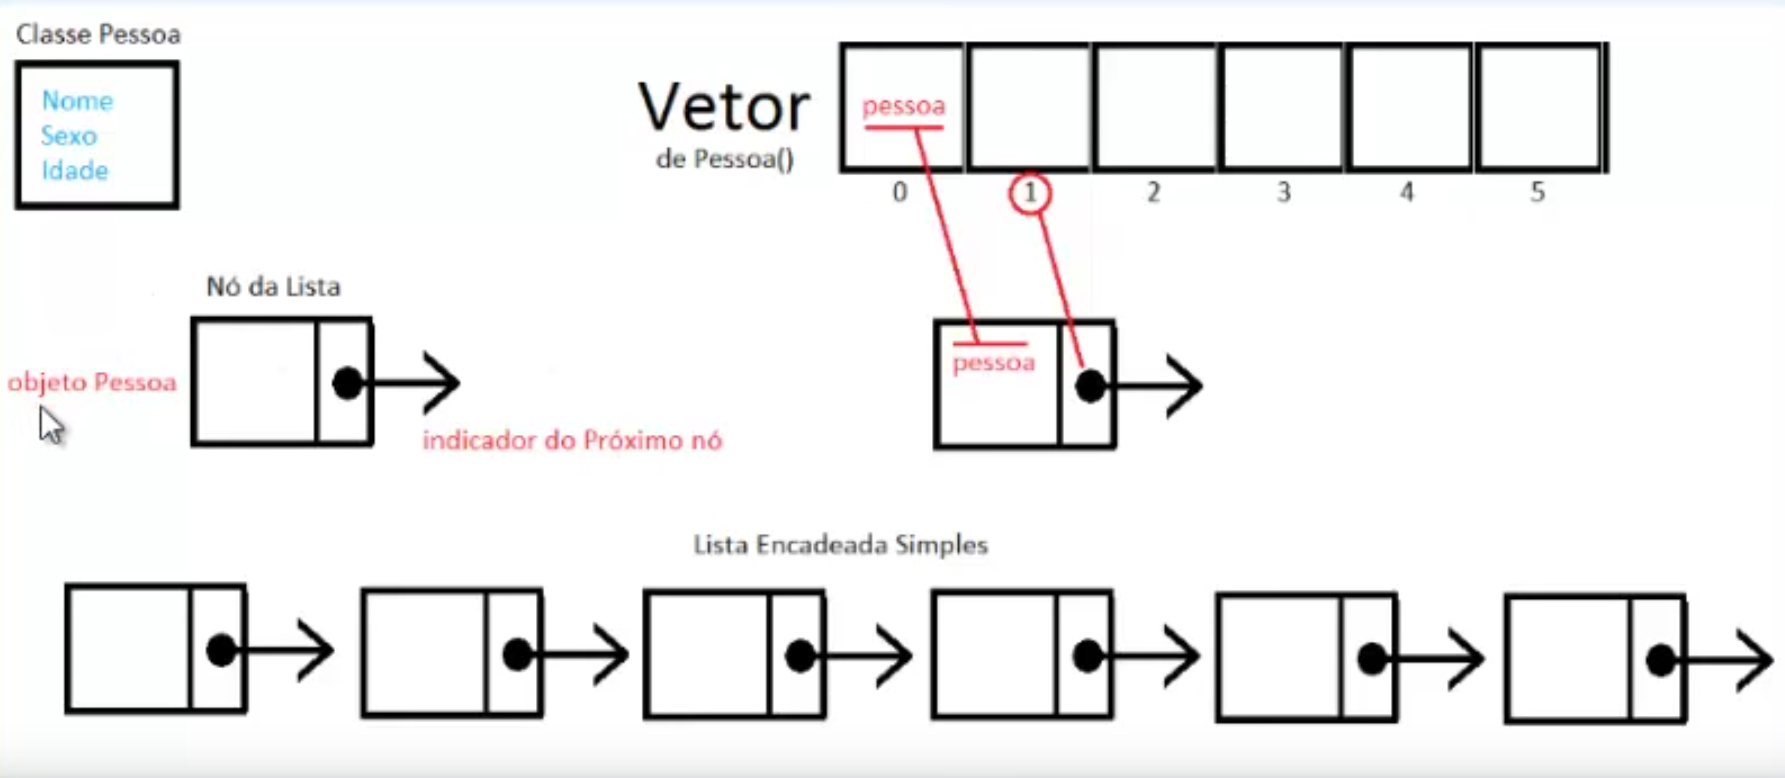 Classe Pessoa
Nome
Sexo
Idade
Vetor
de Pessoa()
pessoa
0 1 2 3 4 5
Nó da Lista
objeto Pessoa
indicador do Próximo nó
pessoa
Lista Encadeada Simples